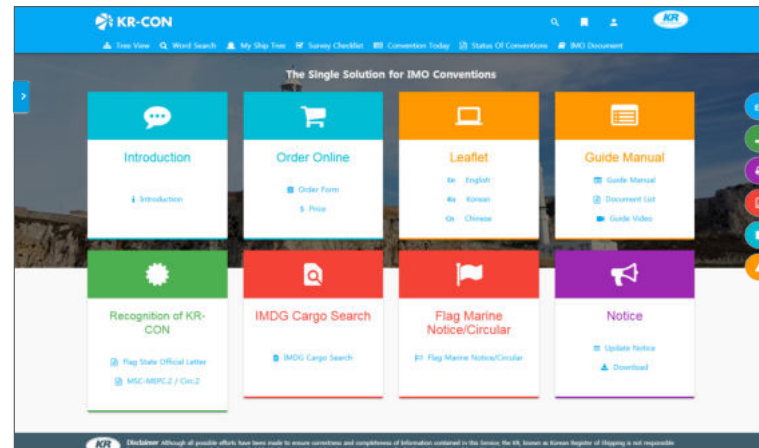 KR-CON
KR
Tree View Word Search My Ship Tree Survey Checklist Convention Today Status Of Conventions IMO Document
The Single Solution for IMO Conventions
Introduction
Introduction
Order Online
Order Form
$ Price
Leaflet
En English
Ko Korean
Cn Chinese
Guide Manual
Guide Manual
Document List
Guide Video
Recognition of KR-
CON
Flag State Official Letter
MSC-MEPC.2 / Circ.2
IMDG Cargo Search
IMDG Cargo Search
Flag Marine
Notice/Circular
Flag Marine Notice/Circular
Notice
Update Notice
Download
KR Disclaimer Although all possible efforts have been made to ensure correctness and completeness of information contained in this Service, the KR, known as Korean Register of Shipping is not responsible